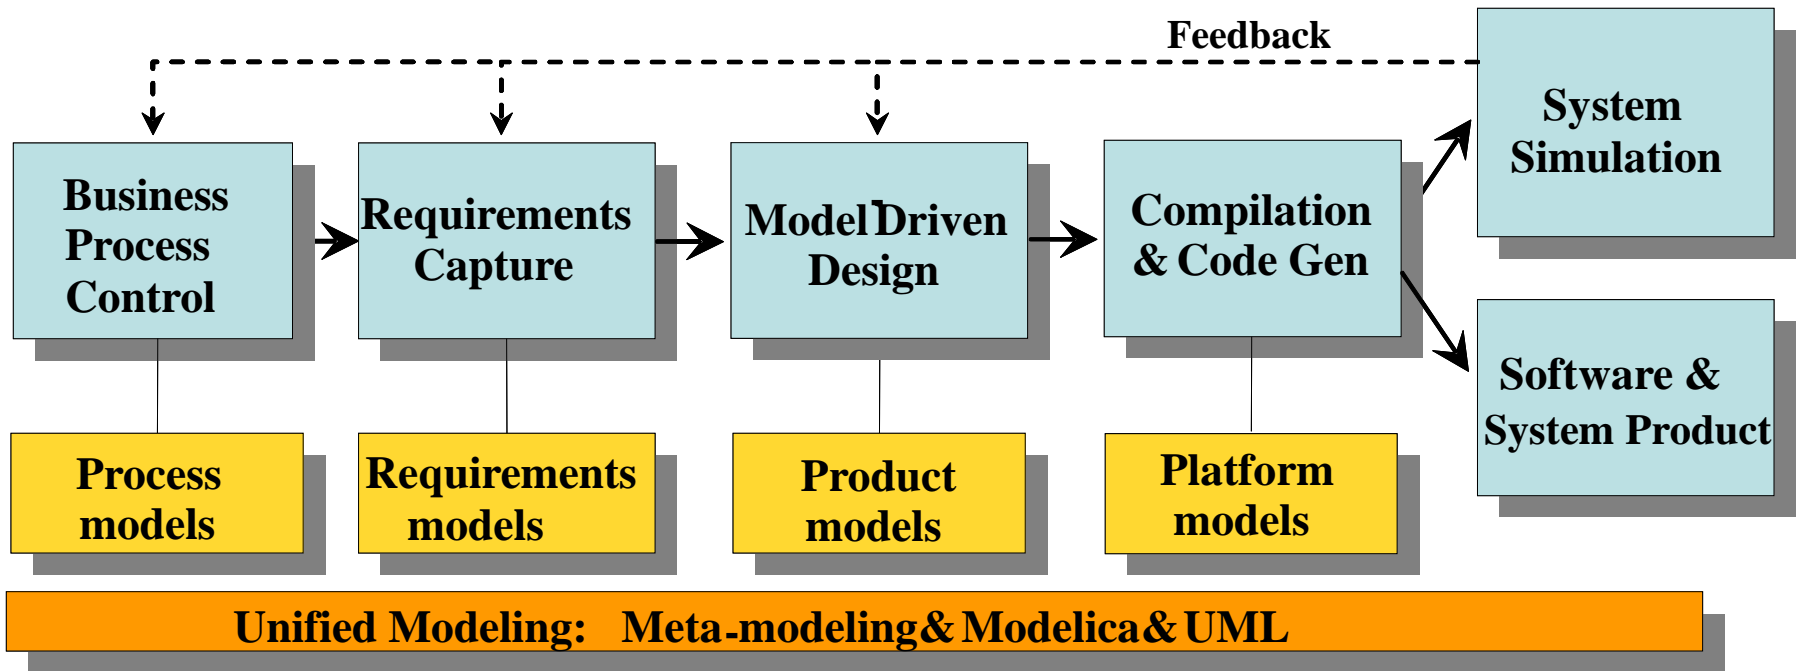 Feedback
Business
Process
Control
Requirements
Capture
Model-Driven
Design
Compilation
& Code Gen
System
Simulation
Software &
System Product
Process
models
Requirements
models
Product
models
Platform
models
Unified Modeling: Meta-modeling& Modelica& UML